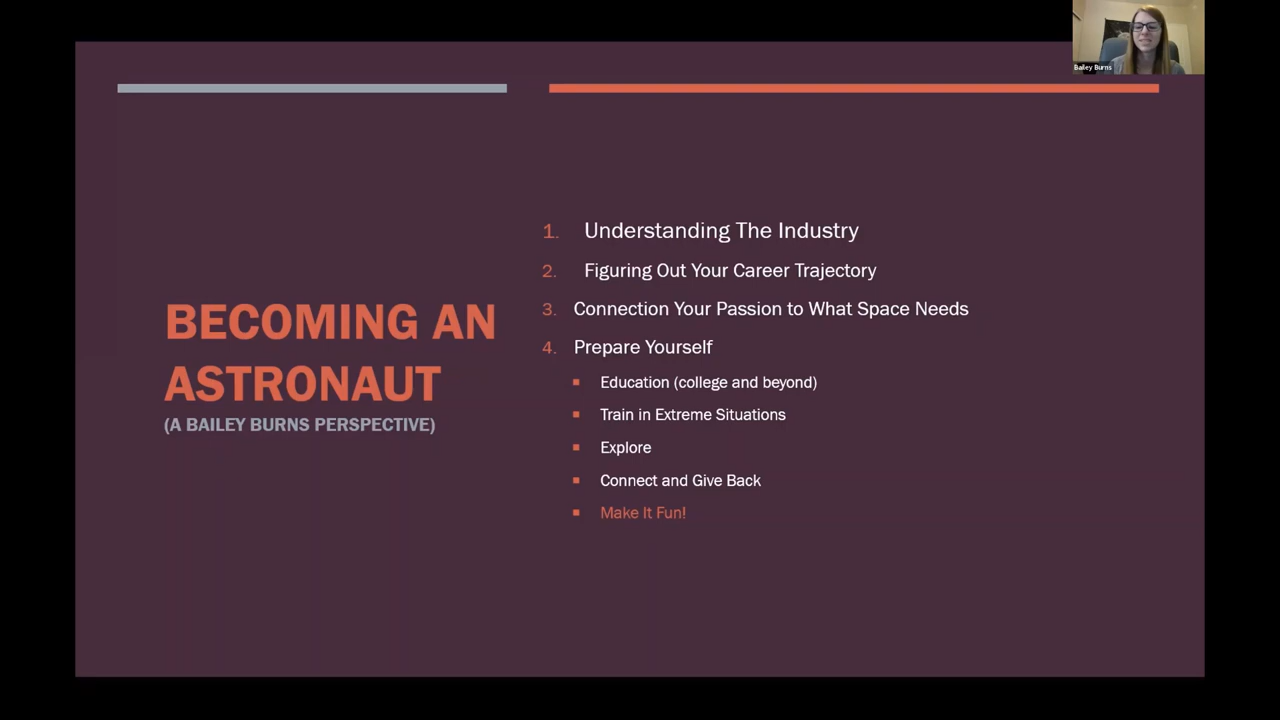 Bailey Burns
BECOMING AN
ASTRONAUT
(A BAILEY BURNS PERSPECTIVE)
1. Understanding The Industry
2. Figuring Out Your Career Trajectory
3. Connection Your Passion to What Space Needs
4. Prepare Yourself
▪ Education (college and beyond)
▪ Train in Extreme Situations
▪ Explore
▪ Connect and Give Back
▪ Make It Fun!